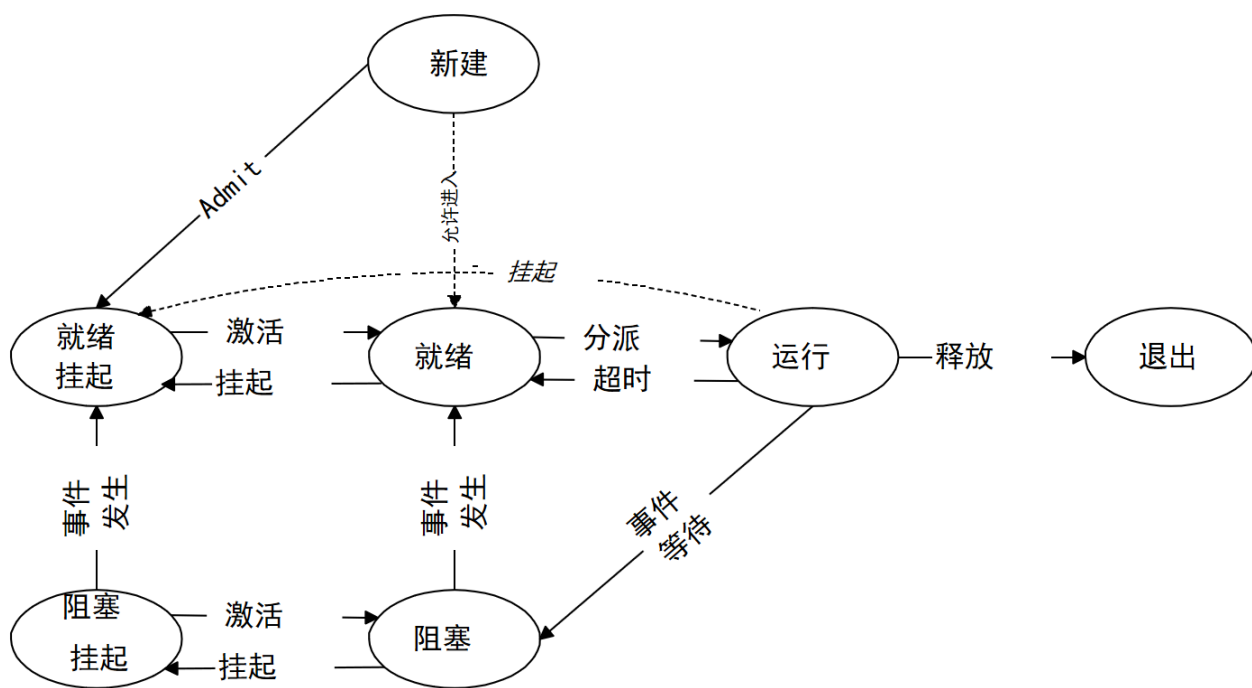 新建
Admit
允许进入
挂起
就绪
挂起
激活
挂起
就绪
分派
超时
运行
释放
退出
事件
发生
事件
发生
事件
等待
阻塞
挂起
激活
挂起
阻塞